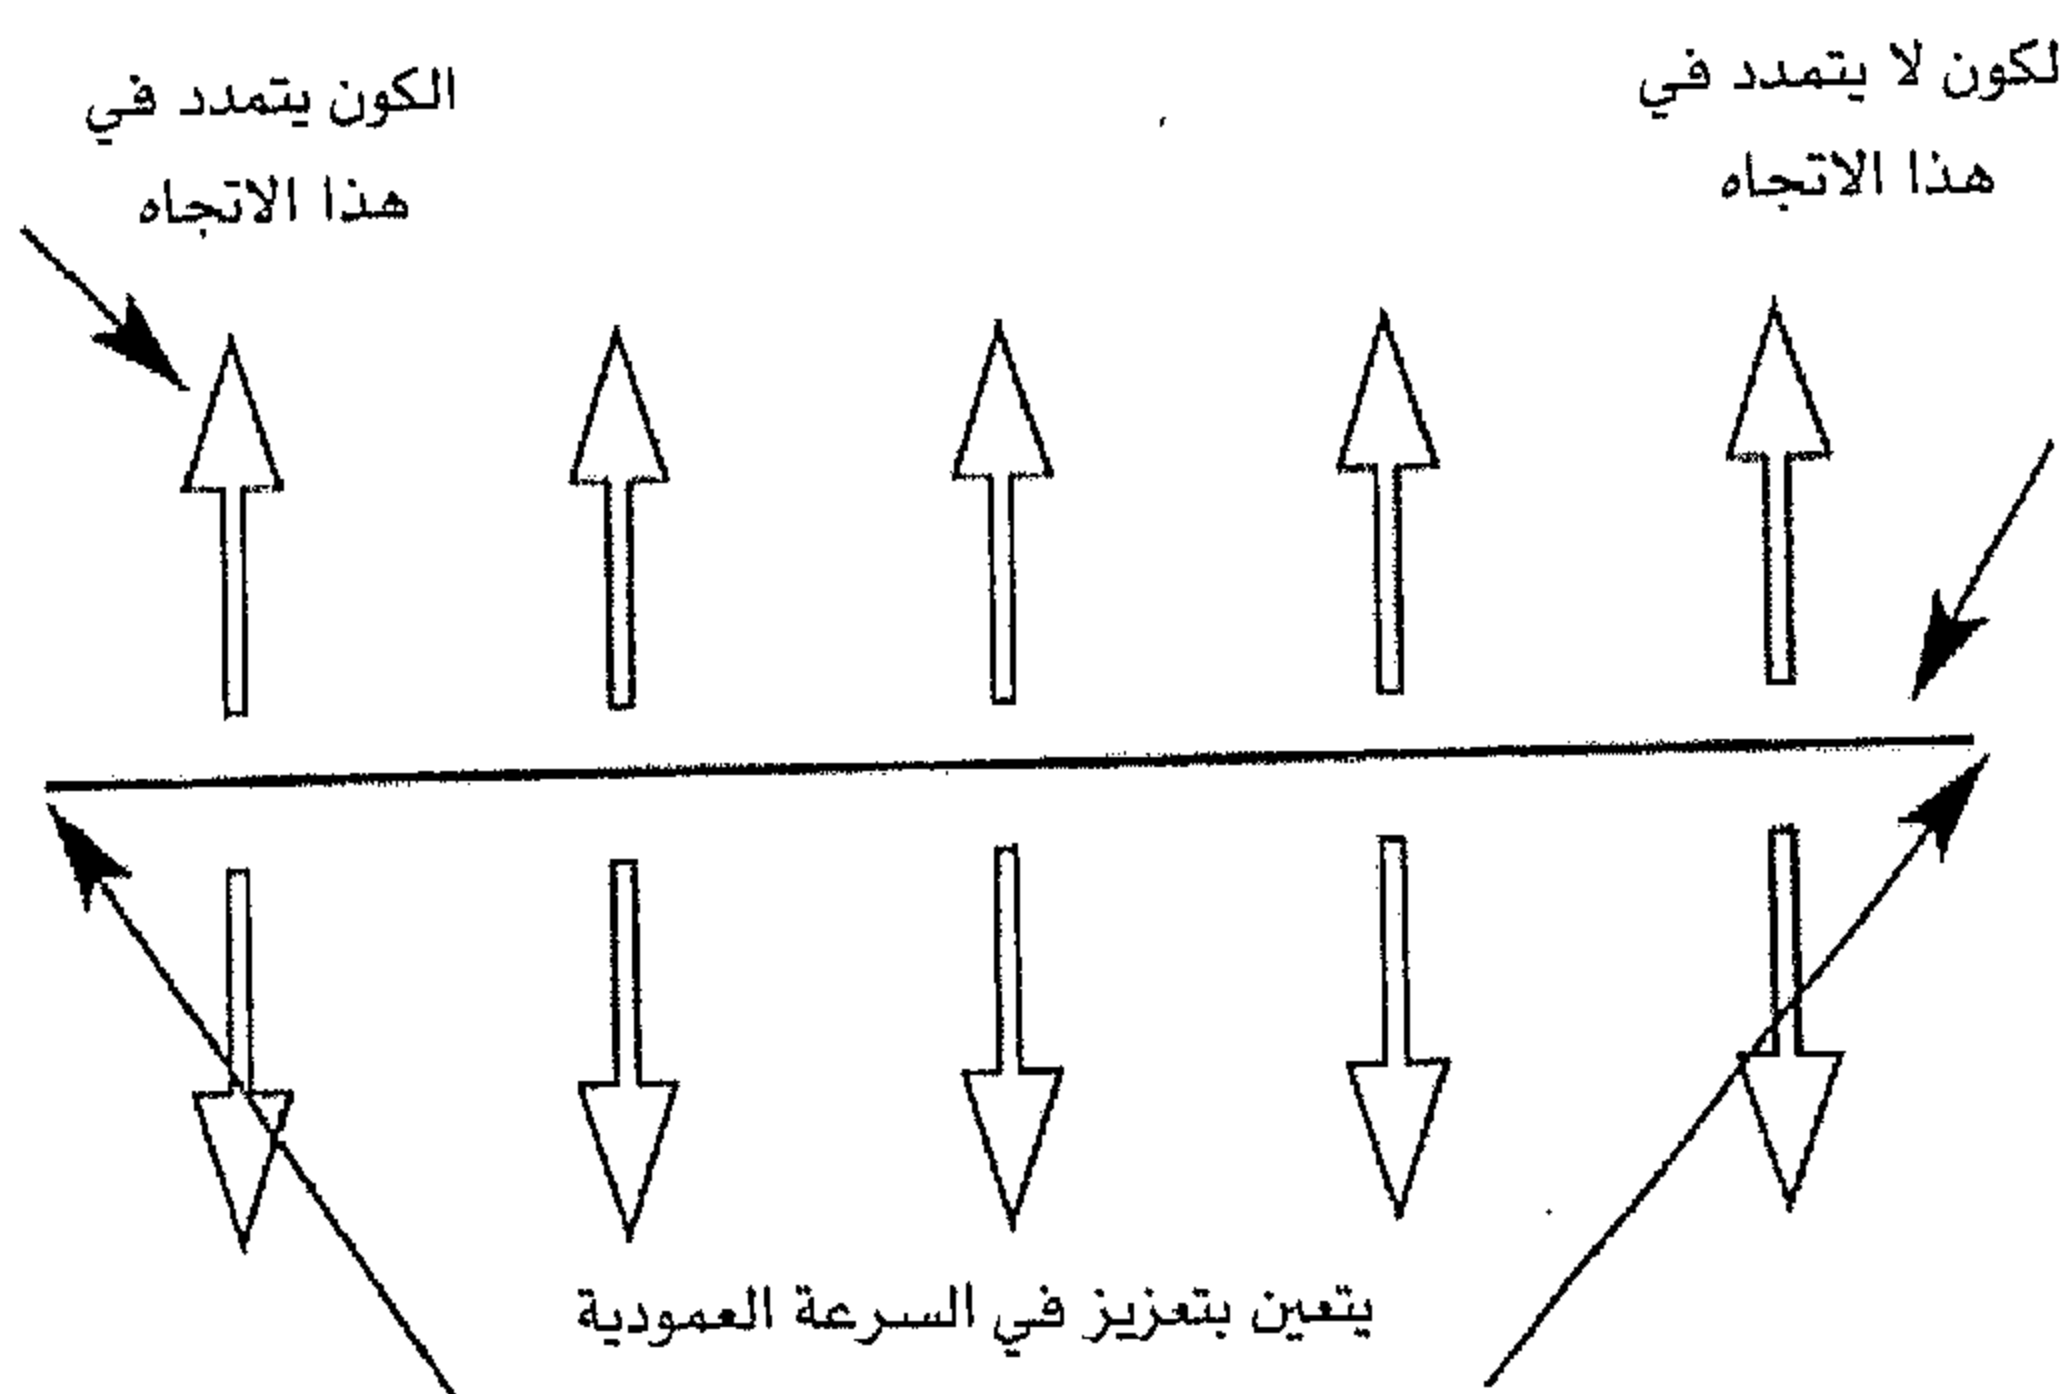 لكون لا يتمدد في
هذا الاتجاه
الكون يتمدد في
هذا الاتجاه
يتعين بتعزيز في السرعة العمودية